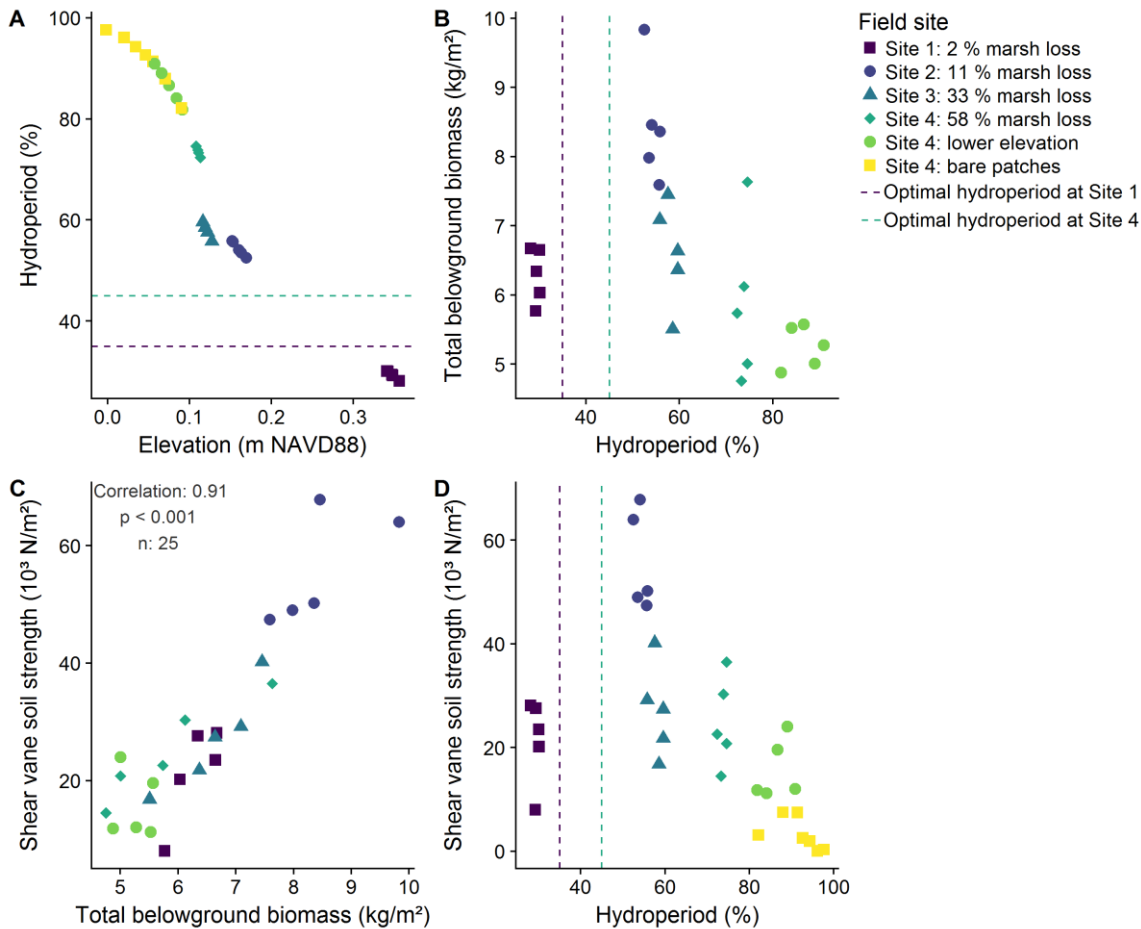 A
100
80
60
40
Hydroperiod (%)
0.0
0.1
0.2
0.3
Elevation (m NAVD88)
B
10
9
8
7
6
5
Total belowground biomass (kg/m²)
40
60
80
Hydroperiod (%)
Field site
Site 1: 2 % marsh loss
Site 2: 11 % marsh loss
Site 3: 33 % marsh loss
Site 4: 58 % marsh loss
Site 4: lower elevation
Site 4: bare patches
Optimal hydroperiod at Site 1
Optimal hydroperiod at Site 4
C
Correlation: 0.91
p < 0.001
n: 25
60
40
20
Shear vane soil strength (10³ N/m²)
5
6
7
8
9
10
Total belowground biomass (kg/m²)
D
60
40
20
0
Shear vane soil strength (10³ N/m²)
40
60
80
100
Hydroperiod (%)